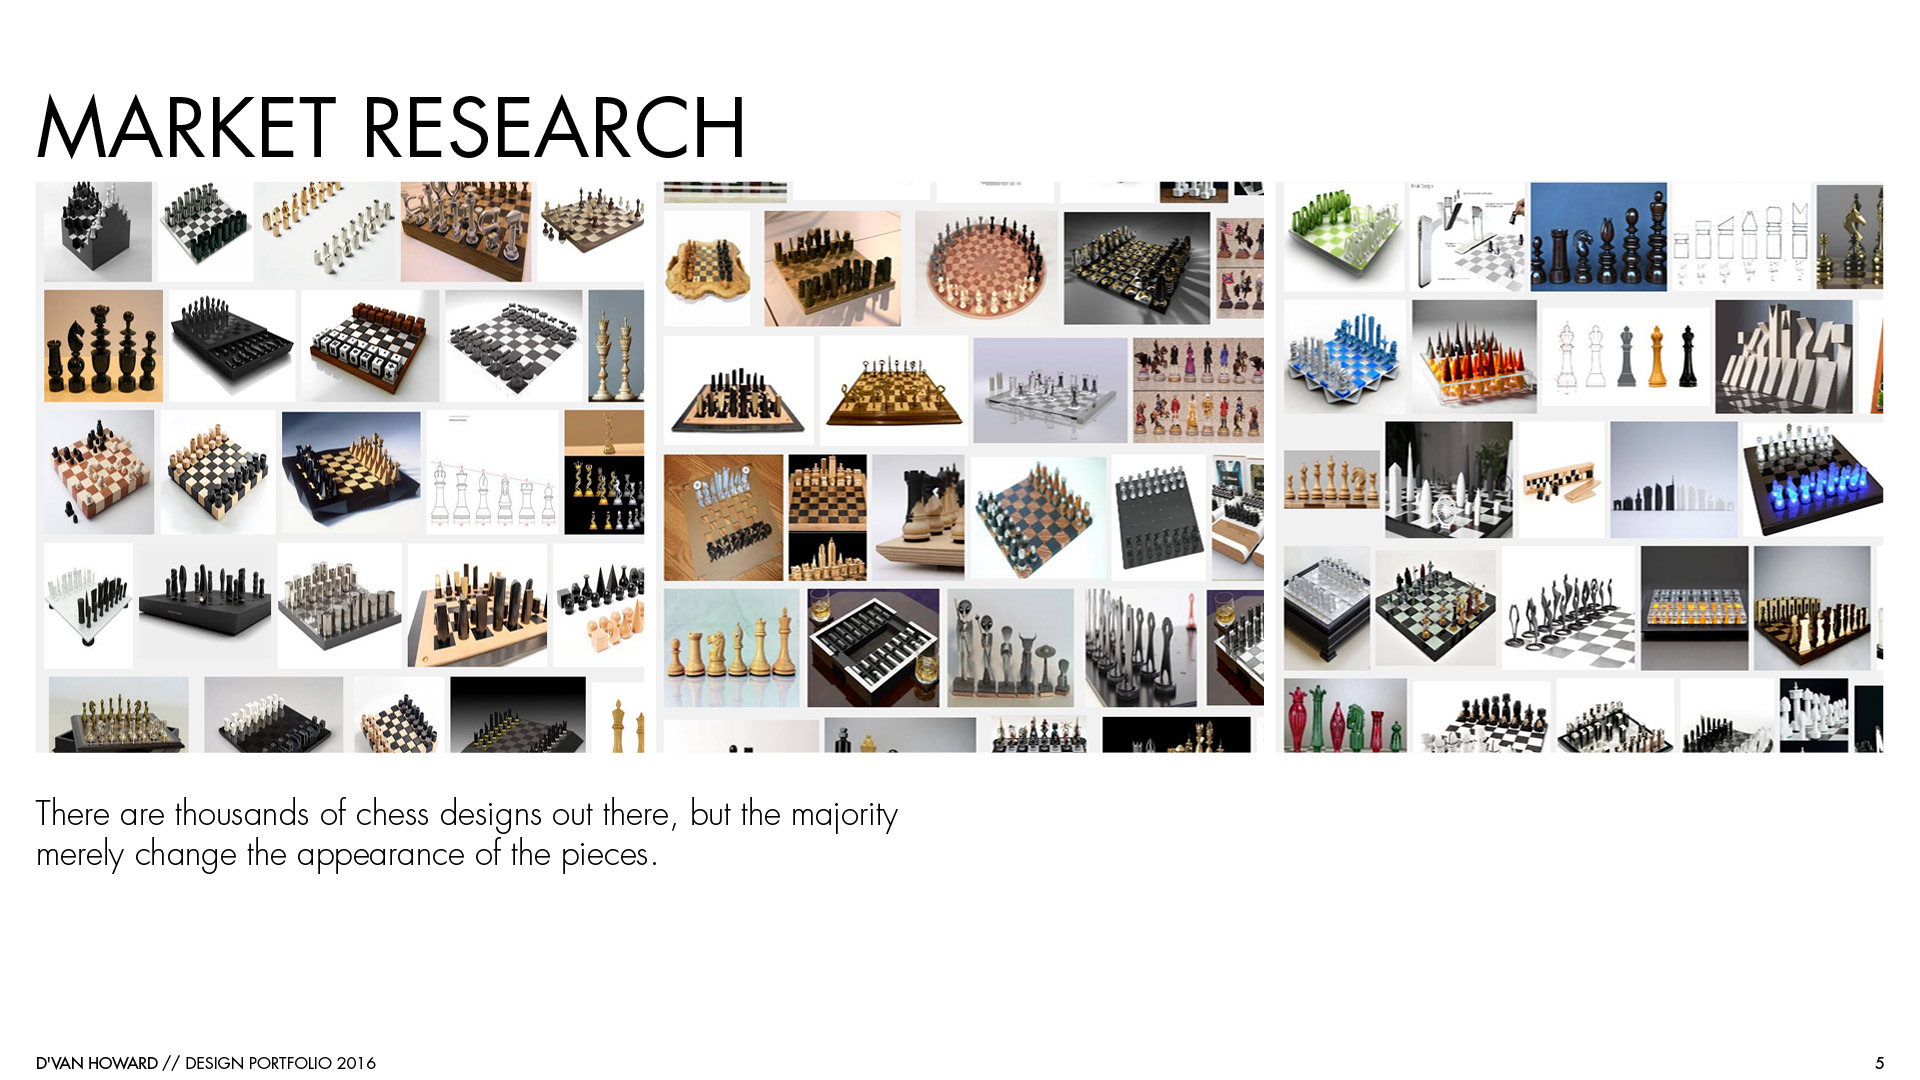 MARKET RESEARCH
There are thousands of chess designs out there, but the majority
merely change the appearance of the pieces.
D'VAN HOWARD // DESIGN PORTFOLIO 2016
5